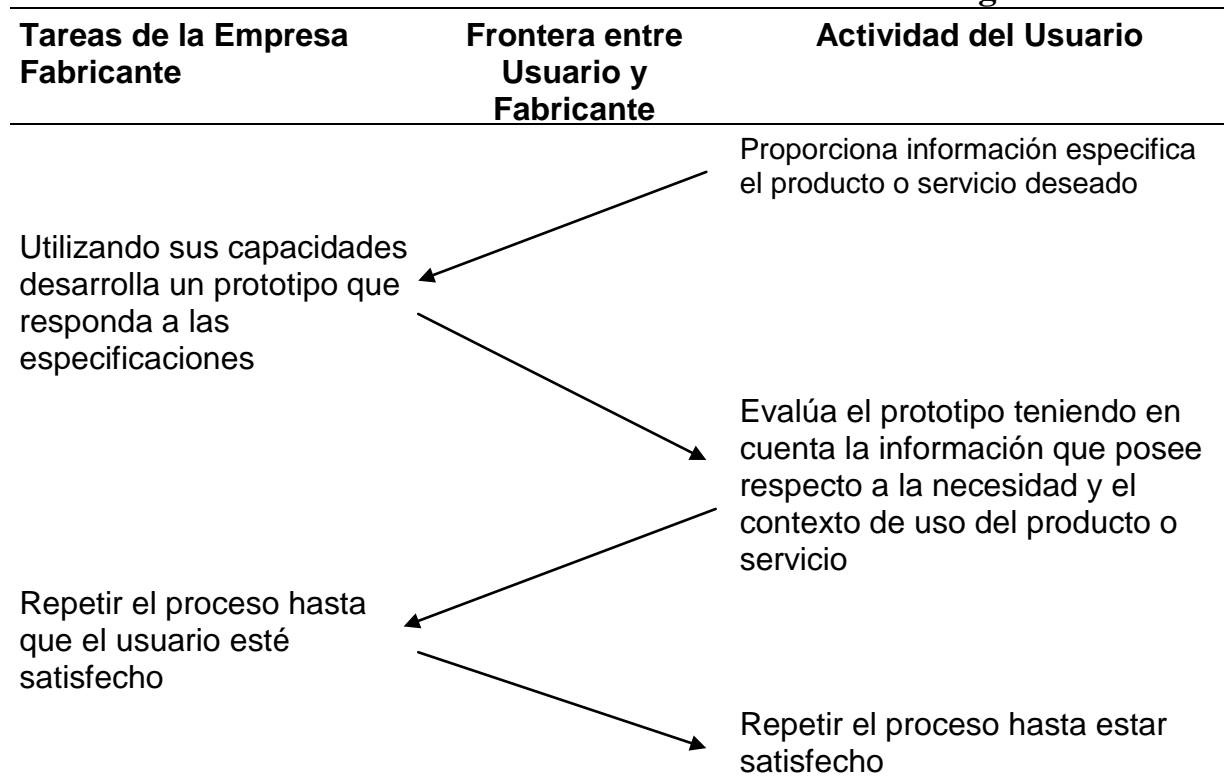 Tareas de la Empresa
Fabricante
Frontera entre
Usuario y
Fabricante
Actividad del Usuario
Proporciona información especifica
el producto o servicio deseado
Utilizando sus capacidades
desarrolla un prototipo que
responda a las
especificaciones
Evalúa el prototipo teniendo en
cuenta la información que posee
respecto a la necesidad y el
contexto de uso del producto o
servicio
Repetir el proceso hasta
que el usuario esté
satisfecho
Repetir el proceso hasta estar
satisfecho